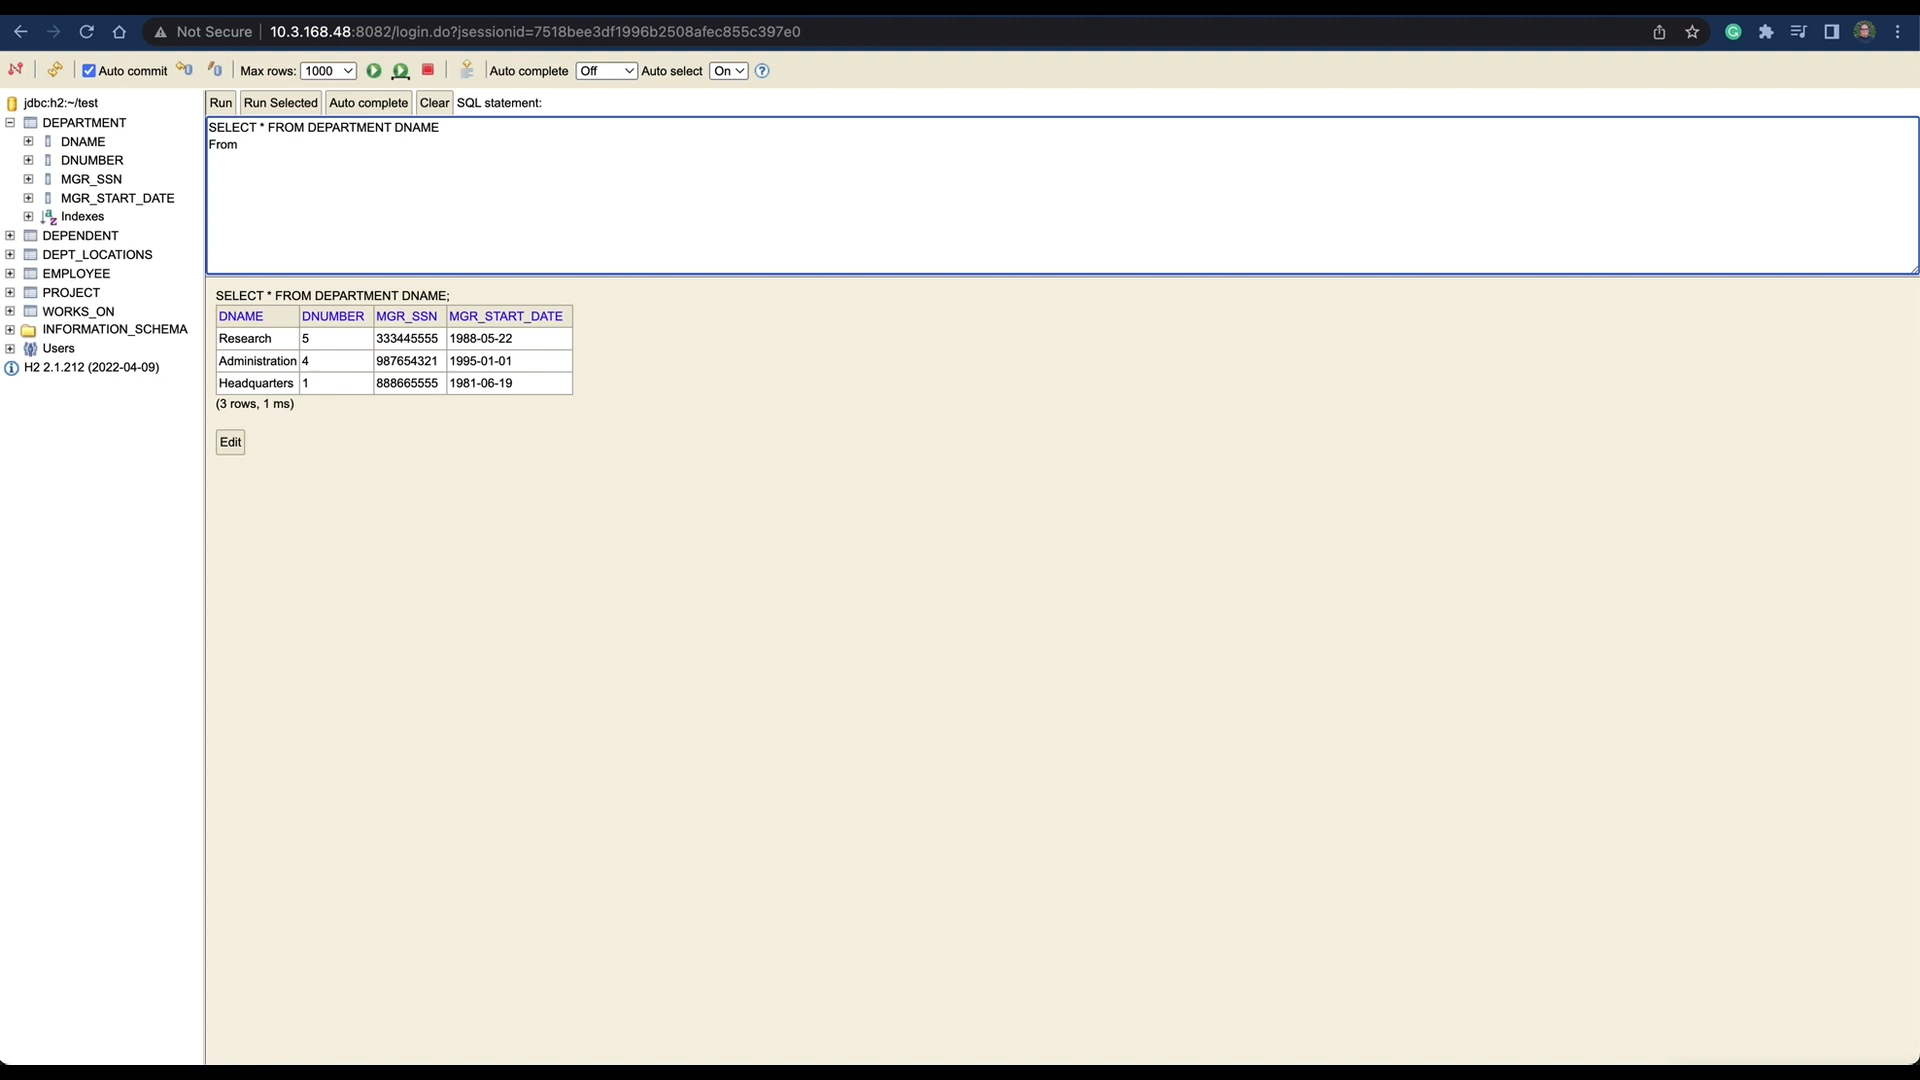 Not Secure 10.3.168.48:8082/login.do?jsessionid=7518bee3df1996b2508afec855c397e0
Auto commit Max rows: 1000 Auto complete Off Auto select On ?
jdbc:h2:~/test
DEPARTMENT
DNAME
DNUMBER
MGR_SSN
MGR_START_DATE
Indexes
DEPENDENT
DEPT_LOCATIONS
EMPLOYEE
PROJECT
WORKS_ON
INFORMATION_SCHEMA
Users
H2 2.1.212 (2022-04-09)
Run Run Selected Auto complete Clear SQL statement:
SELECT * FROM DEPARTMENT DNAME
From
SELECT * FROM DEPARTMENT DNAME;
DNAME DNUMBER MGR_SSN MGR_START_DATE
Research 5 333445555 1988-05-22
Administration 4 987654321 1995-01-01
Headquarters 1 888665555 1981-06-19
(3 rows, 1 ms)
Edit